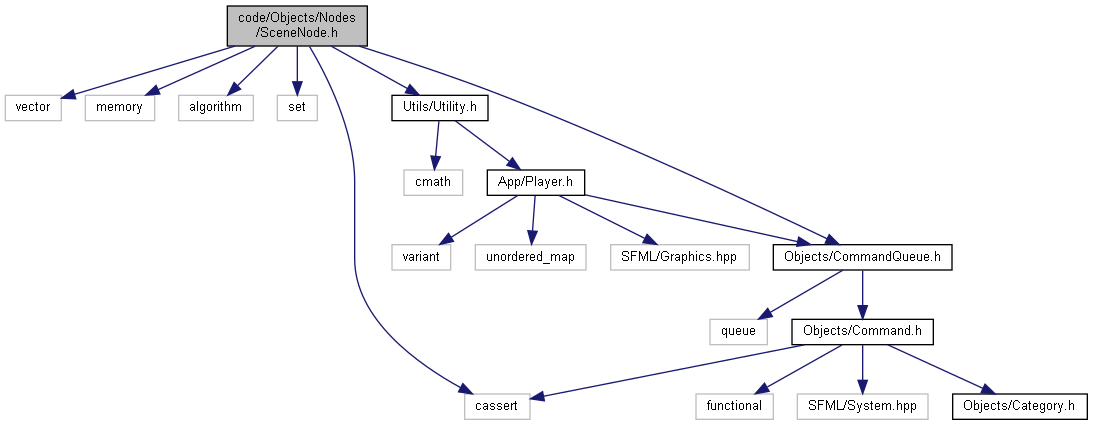 code/Objects/Nodes
/SceneNode.h
vector
memory
algorithm
set
Utils/Utility.h
cmath
App/Player.h
variant
unordered_map
SFML/Graphics.hpp
Objects/CommandQueue.h
queue
Objects/Command.h
cassert
functional
SFML/System.hpp
Objects/Category.h